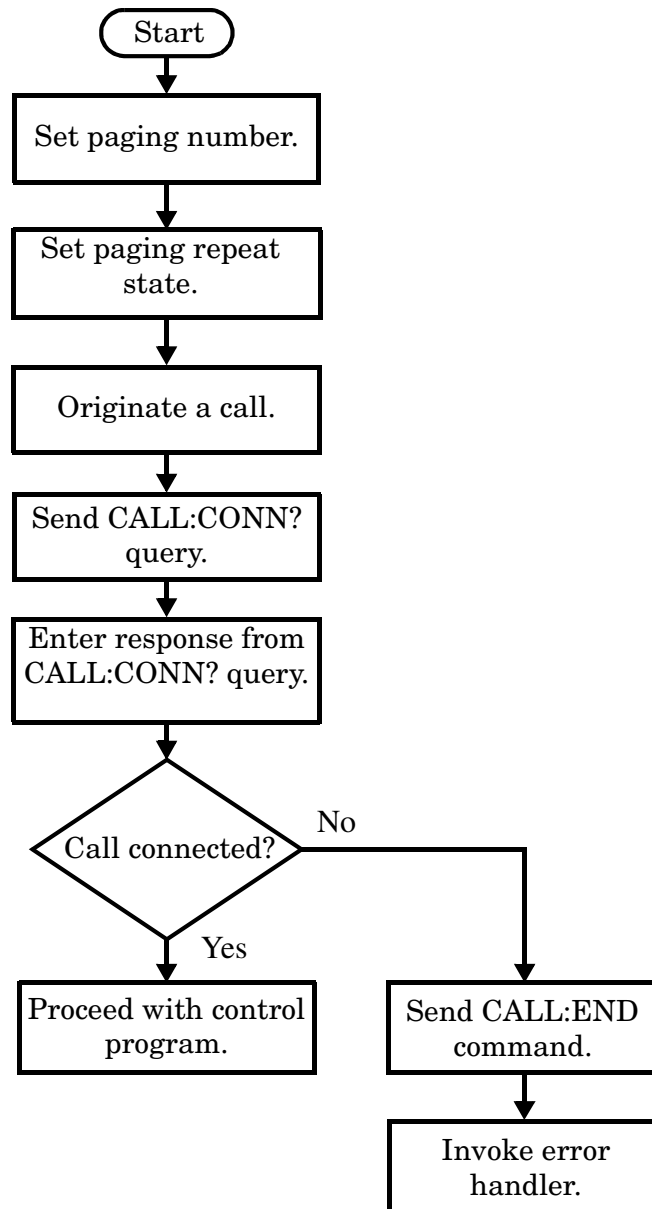 Start
Set paging number.
Set paging repeat
state.
Originate a call.
Send CALL:CONN?
query.
Enter response from
CALL:CONN? query.
Call connected?
No
Yes
Proceed with control
program.
Send CALL:END
command.
Invoke error
handler.